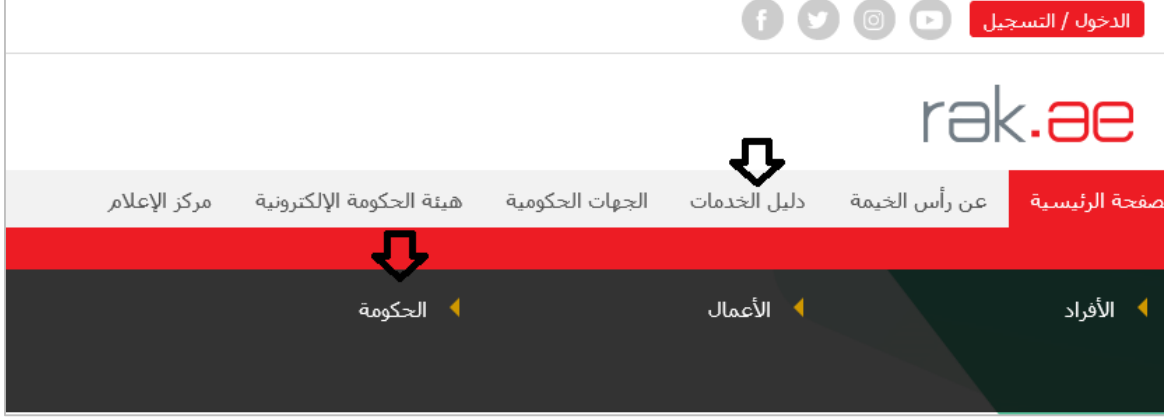 الدخول / التسجيل
rak.ae
صفحة الرئيسية عن رأس الخيمة دليل الخدمات الجهات الحكومية هيئة الحكومة الإلكترونية مركز الإعلام
الأفراد الأعمال الحكومة